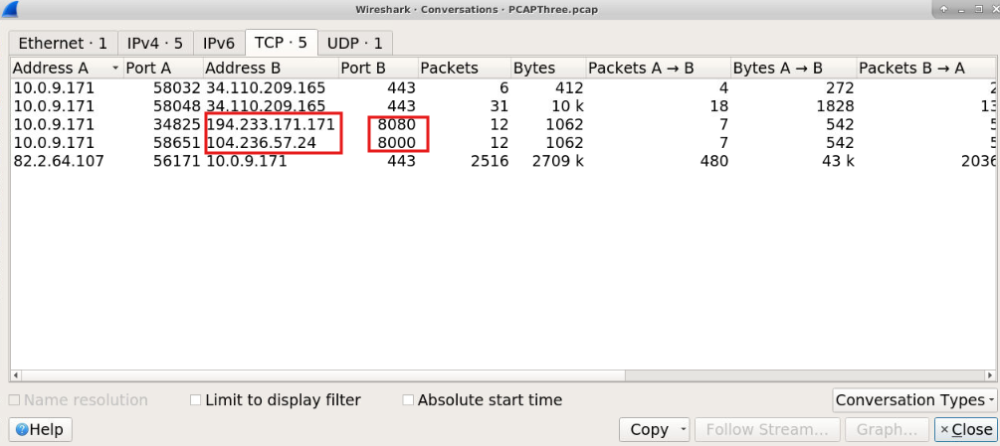 Wireshark · Conversations · PCAPThree.pcap
Ethernet · 1 IPv4 · 5 IPv6 TCP · 5 UDP · 1
Address A Port A Address B Port B Packets Bytes Packets A → B Bytes A → B Packets B → A
10.0.9.171 58032 34.110.209.165 443 6 412 4 272 2
10.0.9.171 58048 34.110.209.165 443 31 10 k 18 1828 13
10.0.9.171 34825 194.233.171.171 8080 12 1062 7 542 5
10.0.9.171 58651 104.236.57.24 8000 12 1062 7 542 5
82.2.64.107 56171 10.0.9.171 443 2516 2709 k 480 43 k 2036
Name resolution Limit to display filter Absolute start time Conversation Types
Help Copy Follow Stream... Graph... Close